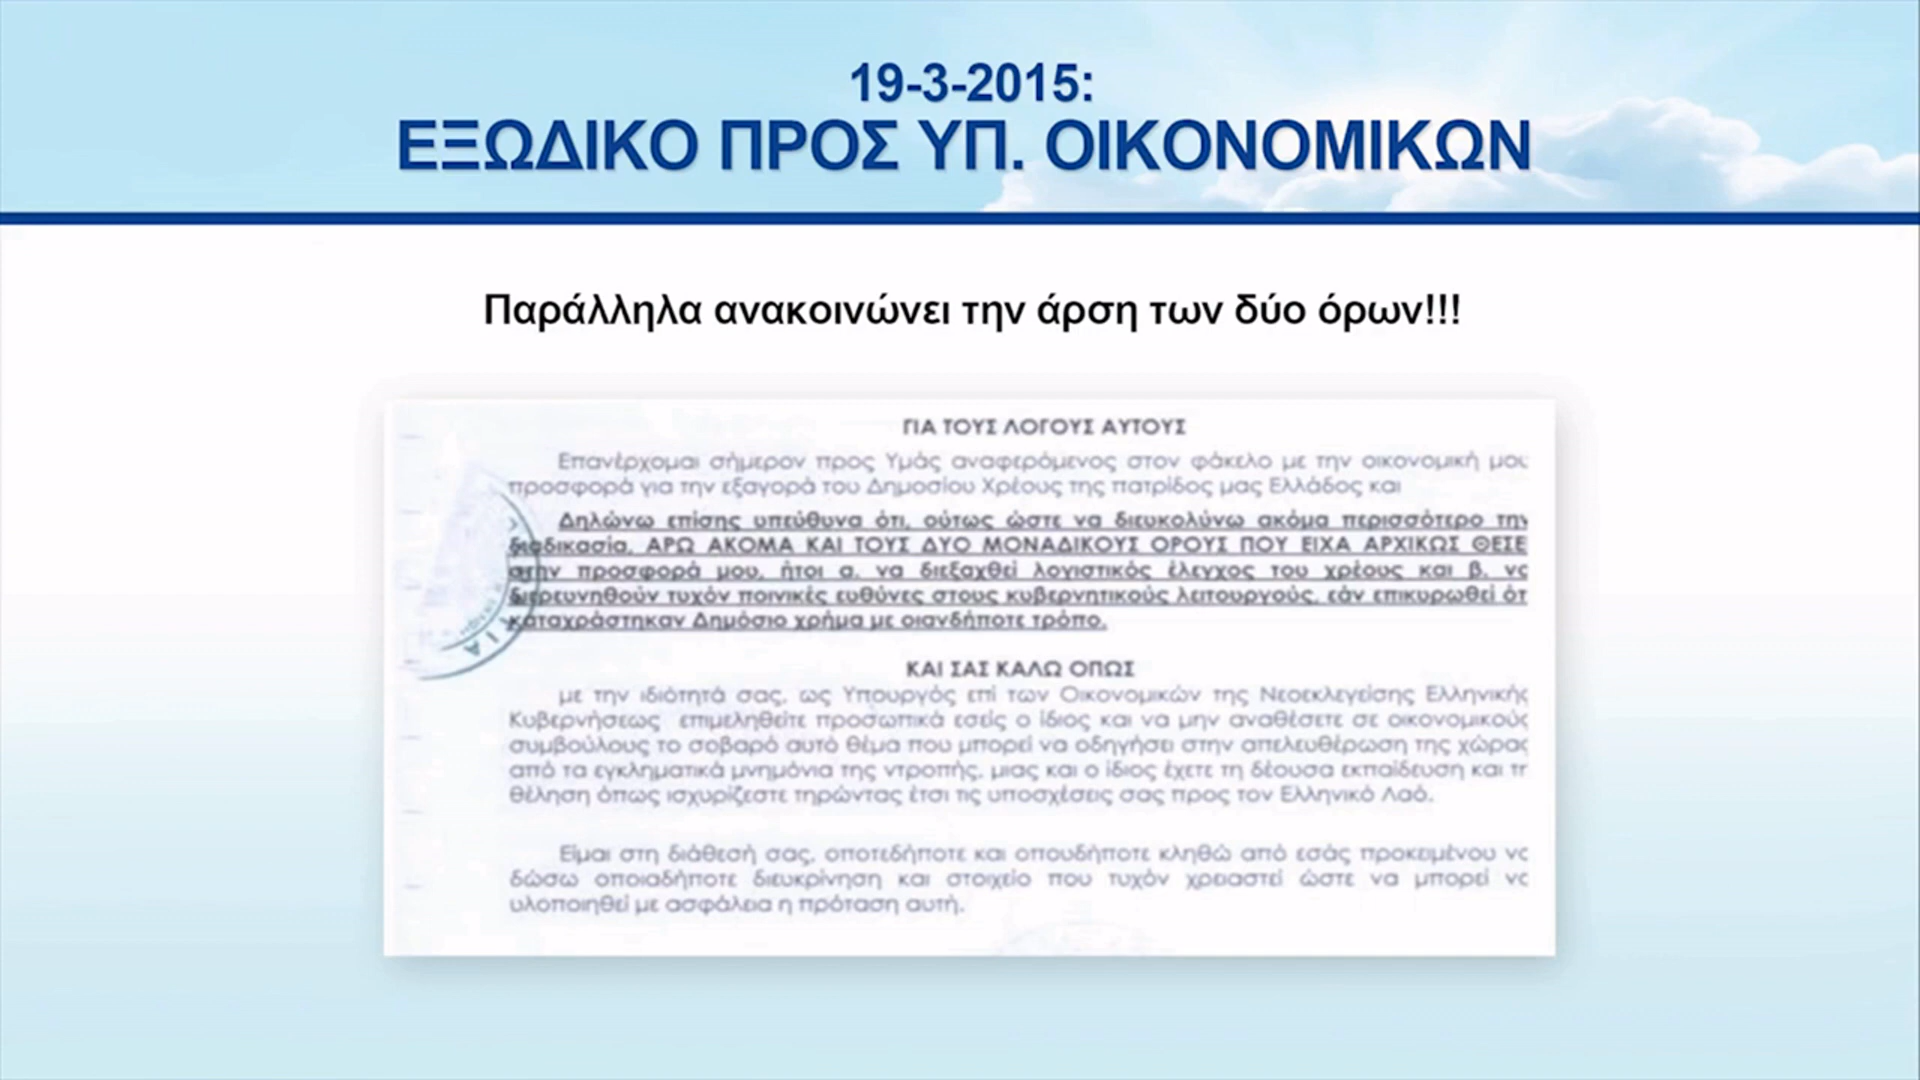 19-3-2015:
ΕΞΩΔΙΚΟ ΠΡΟΣ ΥΠ. ΟΙΚΟΝΟΜΙΚΩΝ
Παράλληλα ανακοινώνει την άρση των δύο όρων!!!
ΓΙΑ ΤΟΥΣ ΛΟΓΟΥΣ ΑΥΤΟΥΣ
Επανέρχομαι σήμερον προς Υμάς αναφερόμενος στον φάκελο με την οικονομική μου
προσφορά για την εξαγορά του Δημοσίου Χρέους της πατρίδος μας Ελλάδος και
Δηλώνω επίσης υπεύθυνα ότι, ούτως ώστε να διευκολύνω ακόμα περισσότερο την
διαδικασία, ΑΡΩ ΑΚΟΜΑ ΚΑΙ ΤΟΥΣ ΔΥΟ ΜΟΝΑΔΙΚΟΥΣ ΟΡΟΥΣ ΠΟΥ ΕΙΧΑ ΑΡΧΙΚΩΣ ΘΕΣΕ
στην προσφορά μου, ήτοι α. να διεξαχθεί λογιστικός έλεγχος του χρέους και β. να
διερευνηθούν τυχόν ποινικές ευθύνες στους κυβερνητικούς λειτουργούς, εάν επικυρωθεί ότ
καταχράστηκαν Δημόσιο χρήμα με οιανδήποτε τρόπο.
ΚΑΙ ΣΑΣ ΚΑΛΩ ΟΠΩΣ
με την ιδιότητά σας, ως Υπουργός επί των Οικονομικών της Νεοεκλεγείσης Ελληνικής
Κυβερνήσεως επιμεληθείτε προσωπικά εσείς ο ίδιος και να μην αναθέσετε σε οικονομικούς
συμβούλους το σοβαρό αυτό θέμα που μπορεί να οδηγήσει στην απελευθέρωση της χώρας
από τα εγκληματικά μνημόνια της ντροπής, μιας και ο ίδιος έχετε τη δέουσα εκπαίδευση και τη
θέληση όπως ισχυρίζεστε τηρώντας έτσι τις υποσχέσεις σας προς τον Ελληνικό Λαό.
Είμαι στη διάθεσή σας, οποτεδήποτε και οπουδήποτε κληθώ από εσάς προκειμένου να
δώσω οποιαδήποτε διευκρίνηση και στοιχείο που τυχόν χρειαστεί ώστε να μπορεί να
υλοποιηθεί με ασφάλεια η πρόταση αυτή.